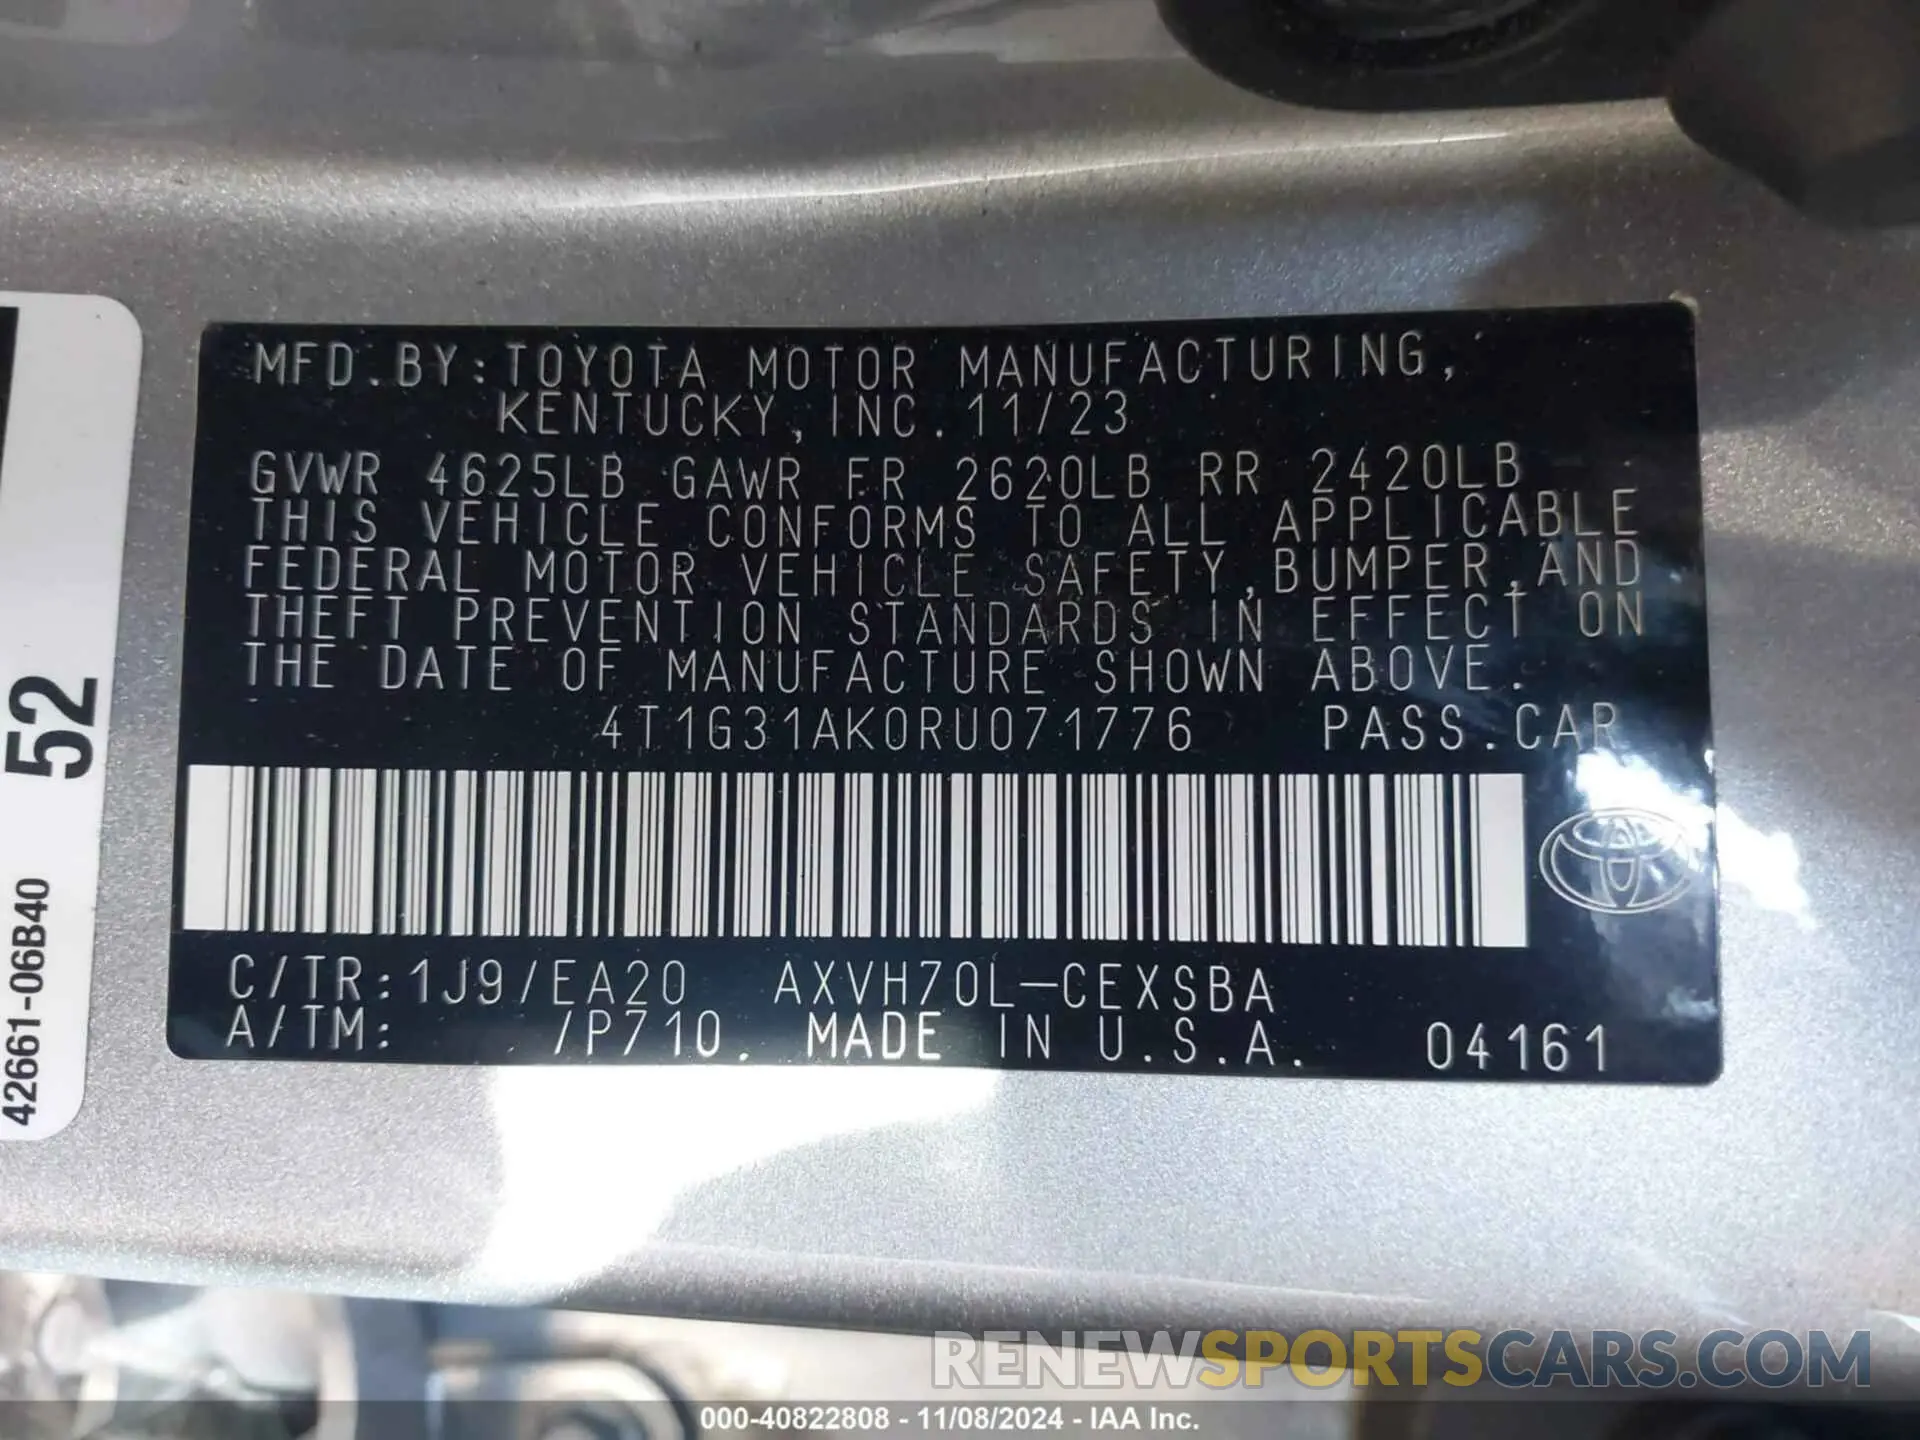 MFD.BY:TOYOTA MOTOR MANUFACTURING,
KENTUCKY,INC.11/23
GVWR 4625LB GAWR FR 2620LB RR 2420LB
THIS VEHICLE CONFORMS TO ALL APPLICABLE
FEDERAL MOTOR VEHICLE SAFETY,BUMPER,AND
THEFT PREVENTION STANDARDS IN EFFECT ON
THE DATE OF MANUFACTURE SHOWN ABOVE.
4T1G31AK0RU071776 PASS.CAR
C/TR:1J9/EA20 AXVH70L-CEXSBA
A/TM: /P710. MADE IN U.S.A. 04161
52
42661-06B40
RENEWSPORTSCARS.COM
000-40822808 - 11/08/2024 - IAA Inc.